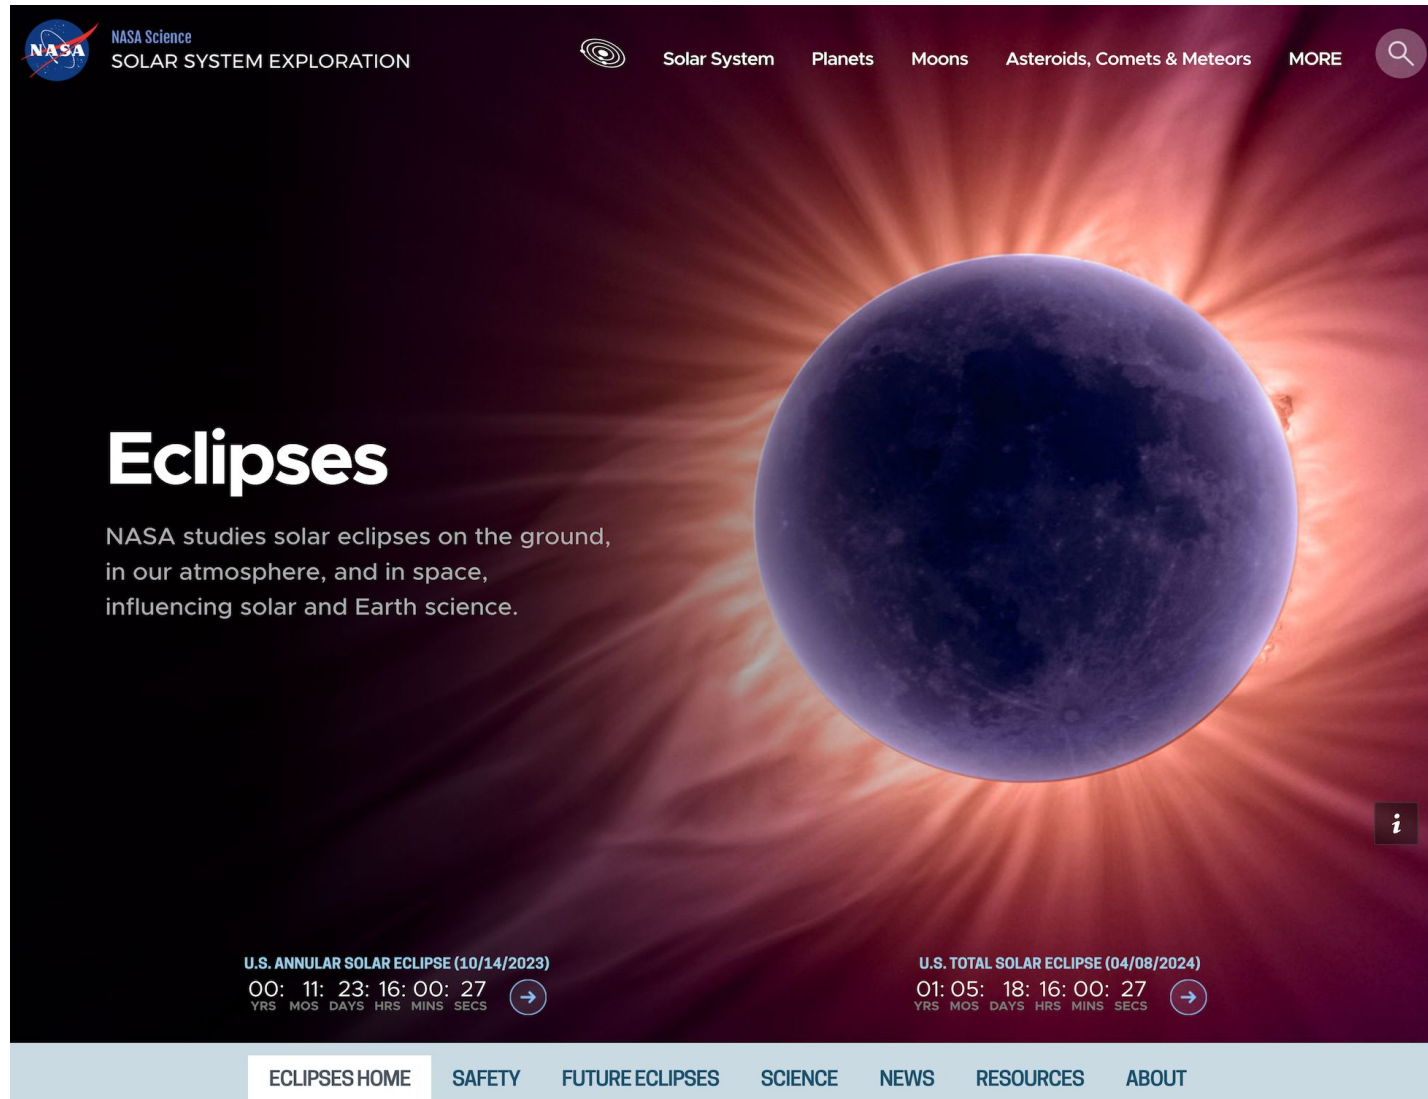 NASA
NASA Science
SOLAR SYSTEM EXPLORATION
Solar System Planets Moons Asteroids, Comets & Meteors MORE
Eclipses
NASA studies solar eclipses on the ground,
in our atmosphere, and in space,
influencing solar and Earth science.
i
U.S. ANNULAR SOLAR ECLIPSE (10/14/2023)
00: 11: 23: 16: 00: 27
YRS MOS DAYS HRS MINS SECS
U.S. TOTAL SOLAR ECLIPSE (04/08/2024)
01: 05: 18: 16: 00: 27
YRS MOS DAYS HRS MINS SECS
ECLIPSES HOME SAFETY FUTURE ECLIPSES SCIENCE NEWS RESOURCES ABOUT